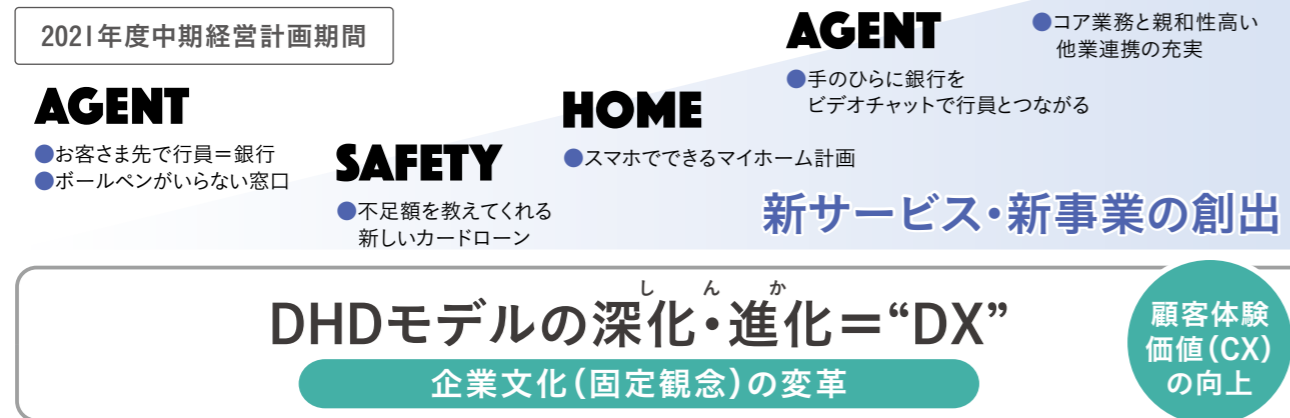 2021年度中期経営計画期間
AGENT
●お客さま先で行員＝銀行
●ボールペンがいらない窓口
SAFETY
●不足額を教えてくれる
新しいカードローン
HOME
●スマホでできるマイホーム計画
AGENT
●手のひらに銀行を
ビデオチャットで行員とつながる
●コア業務と親和性高い
他業連携の充実
新サービス・新事業の創出
しんか
DHDモデルの深化・進化＝“DX”
企業文化（固定観念）の変革
顧客体験
価値（CX）
の向上